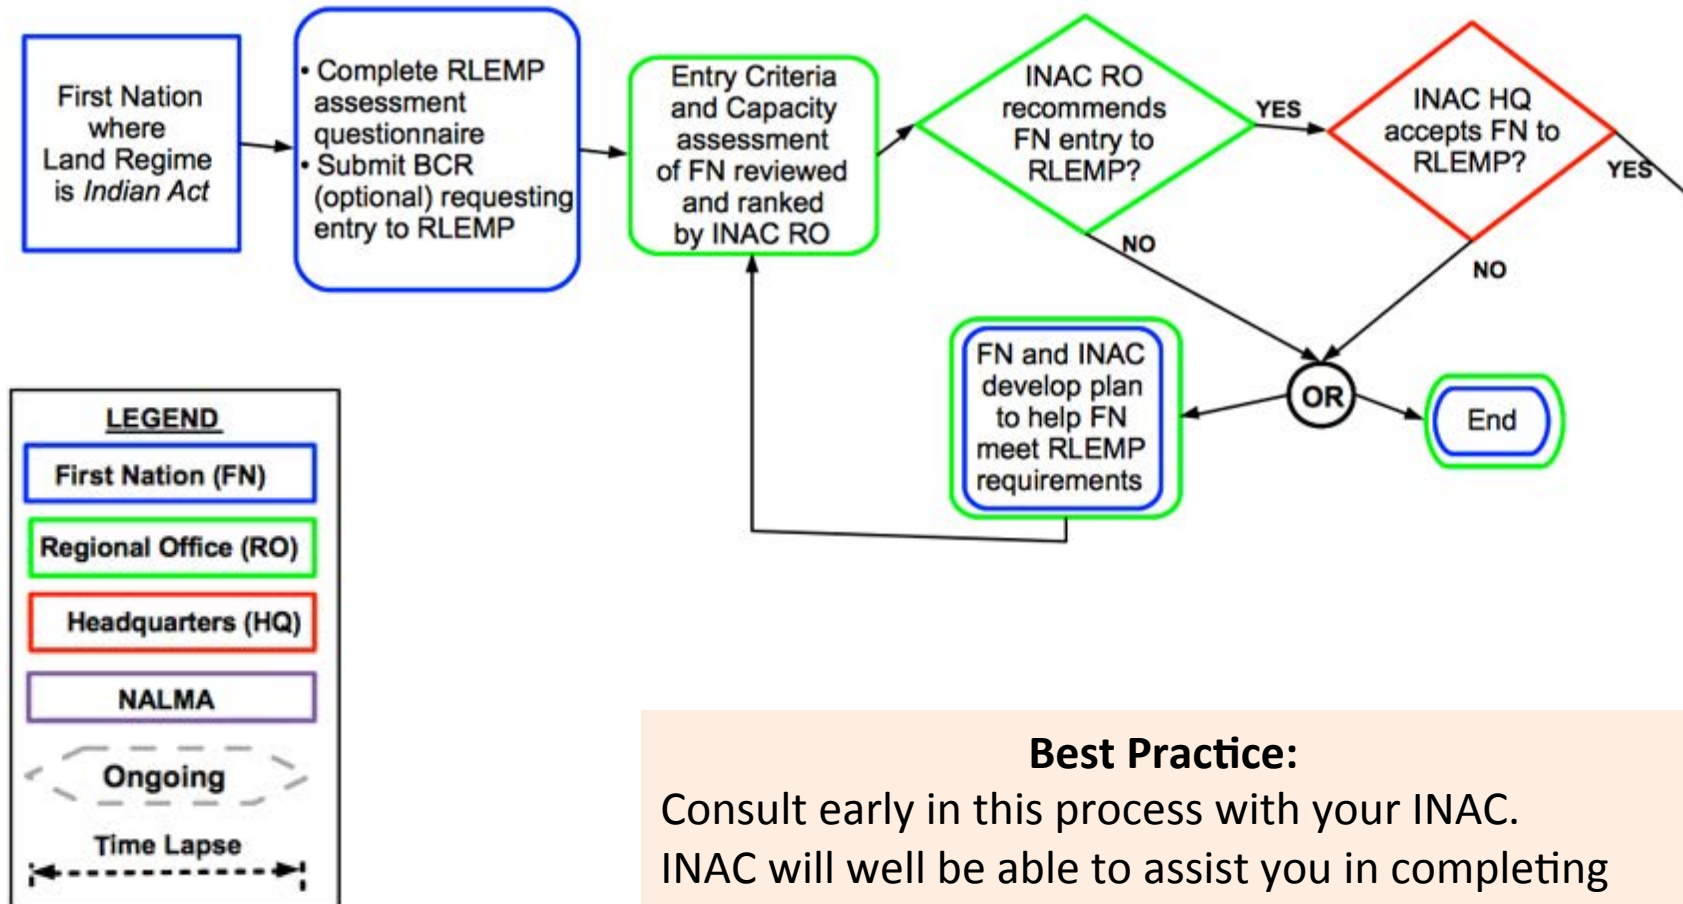 First Nation
where
Land Regime
is Indian Act
• Complete RLEMP
assessment
questionnaire
• Submit BCR
(optional) requesting
entry to RLEMP
Entry Criteria
and Capacity
assessment
of FN reviewed
and ranked
by INAC RO
INAC RO
recommends
FN entry to
RLEMP?
YES
NO
INAC HQ
accepts FN to
RLEMP?
YES
NO
OR
FN and INAC
develop plan
to help FN
meet RLEMP
requirements
End
LEGEND
First Nation (FN)
Regional Office (RO)
Headquarters (HQ)
NALMA
Ongoing
Time Lapse
Best Practice:
Consult early in this process with your INAC.
INAC will well be able to assist you in completing